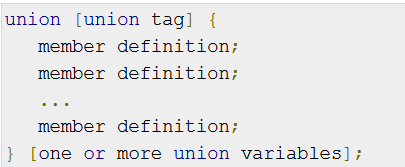 union [union tag] {
   member definition;
   member definition;
   ...
   member definition;
} [one or more union variables];